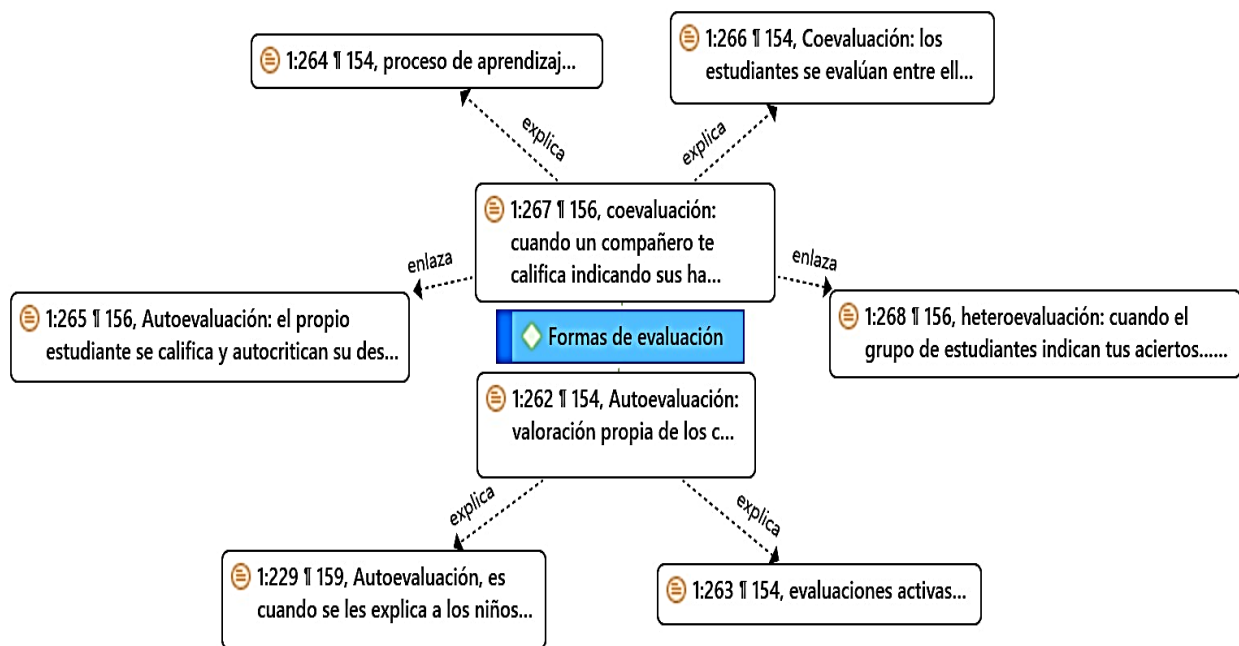 1:264 ¶ 154, proceso de aprendizaj...
1:266 ¶ 154, Coevaluación: los
estudiantes se evalúan entre ell...
explica
explica
1:267 ¶ 156, coevaluación:
cuando un compañero te
califica indicando sus ha...
enlaza
enlaza
1:265 ¶ 156, Autoevaluación: el propio
estudiante se califica y autocritican su des...
1:268 ¶ 156, heteroevaluación: cuando el
grupo de estudiantes indican tus aciertos......
Formas de evaluación
1:262 ¶ 154, Autoevaluación:
valoración propia de los c...
explica
explica
1:229 ¶ 159, Autoevaluación, es
cuando se les explica a los niños...
1:263 ¶ 154, evaluaciones activas...